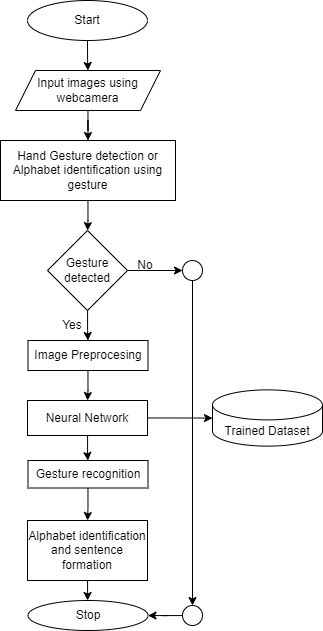 Start
Input images using
webcamera
Hand Gesture detection or
Alphabet identification using
gesture
Gesture
detected
No
Yes
Image Preprocesing
Neural Network
Trained Dataset
Gesture recognition
Alphabet identification
and sentence
formation
Stop